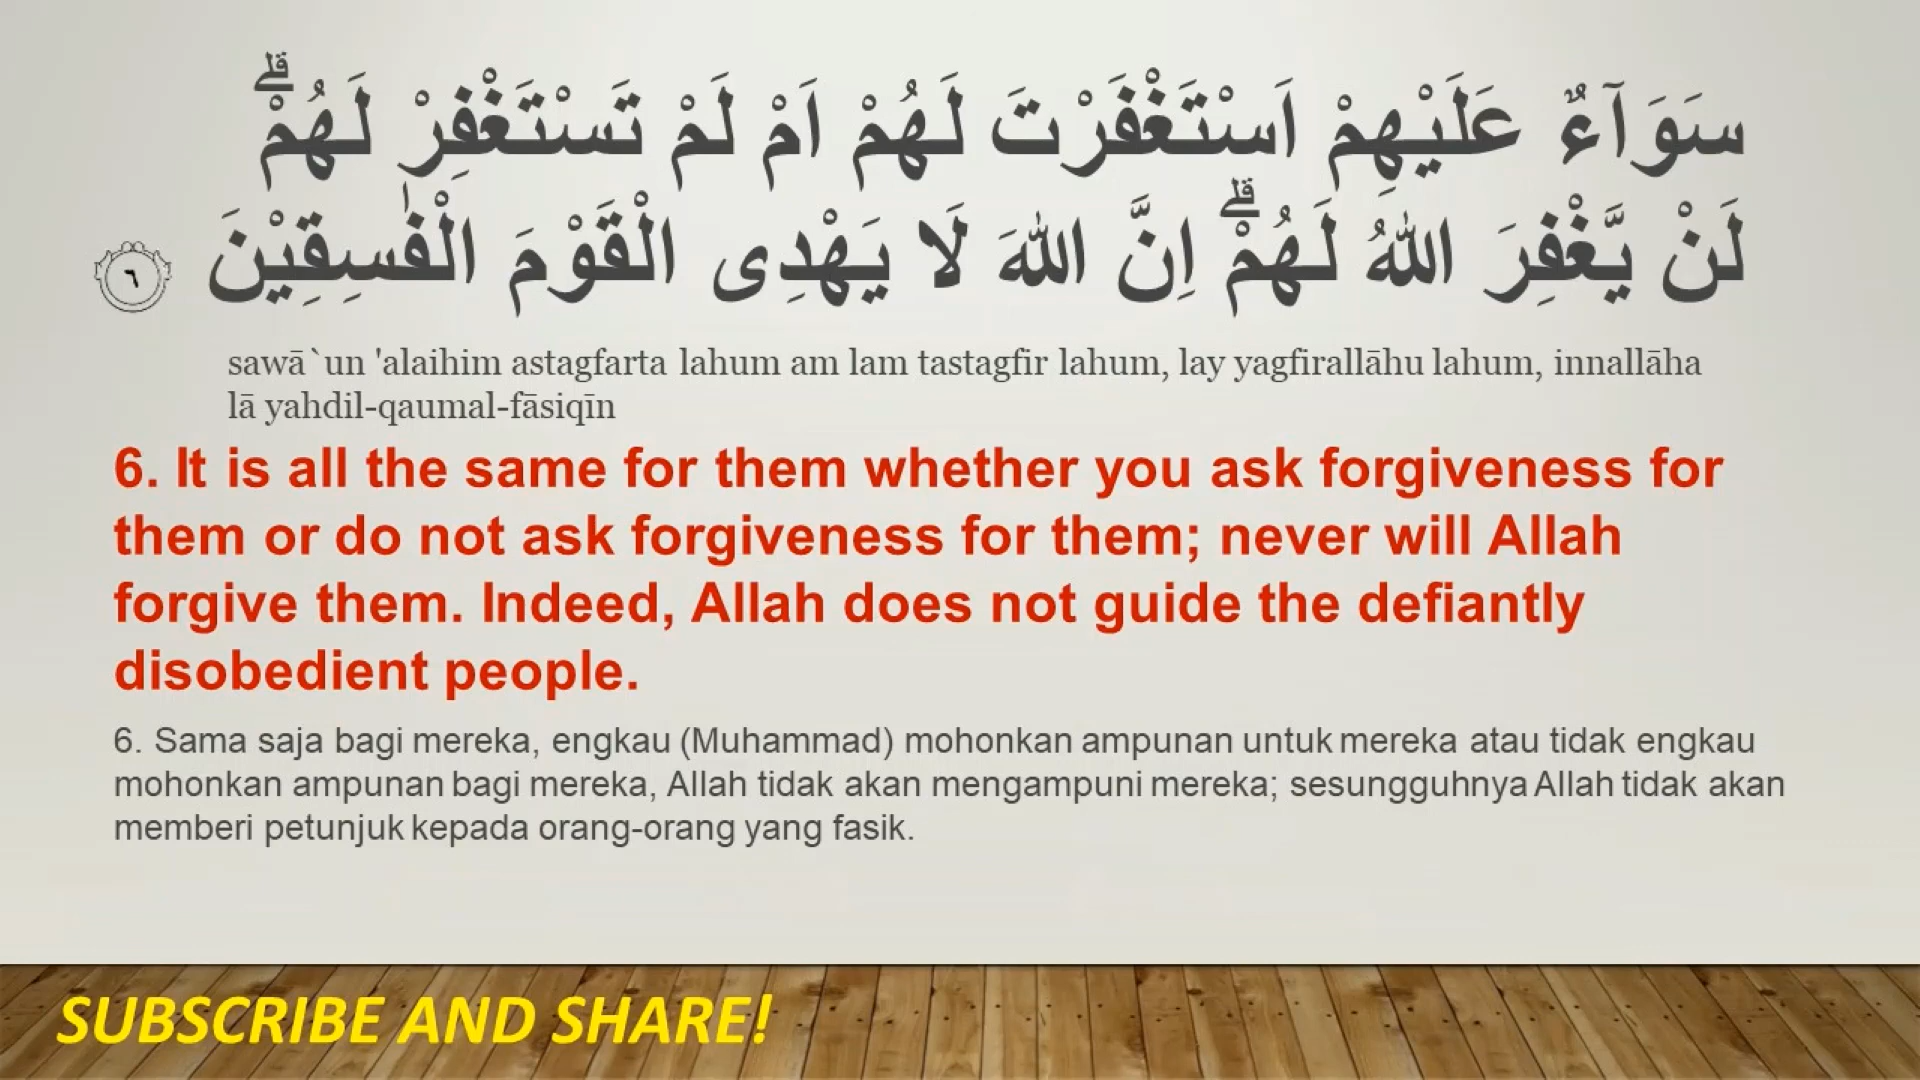 سَوَآءٌ عَلَيْهِمْ اَسْتَغْفَرْتَ لَهُمْ اَمْ لَمْ تَسْتَغْفِرْ لَهُمْۗ
لَنْ يَّغْفِرَ اللّٰهُ لَهُمْۗ اِنَّ اللّٰهَ لَا يَهْدِى الْقَوْمَ الْفٰسِقِيْنَ ٦
sawā`un 'alaihim astagfarta lahum am lam tastagfir lahum, lay yagfirallāhu lahum, innallāha
lā yahdil-qaumal-fāsiqīn
6. It is all the same for them whether you ask forgiveness for
them or do not ask forgiveness for them; never will Allah
forgive them. Indeed, Allah does not guide the defiantly
disobedient people.
6. Sama saja bagi mereka, engkau (Muhammad) mohonkan ampunan untuk mereka atau tidak engkau
mohonkan ampunan bagi mereka, Allah tidak akan mengampuni mereka; sesungguhnya Allah tidak akan
memberi petunjuk kepada orang-orang yang fasik.
SUBSCRIBE AND SHARE!